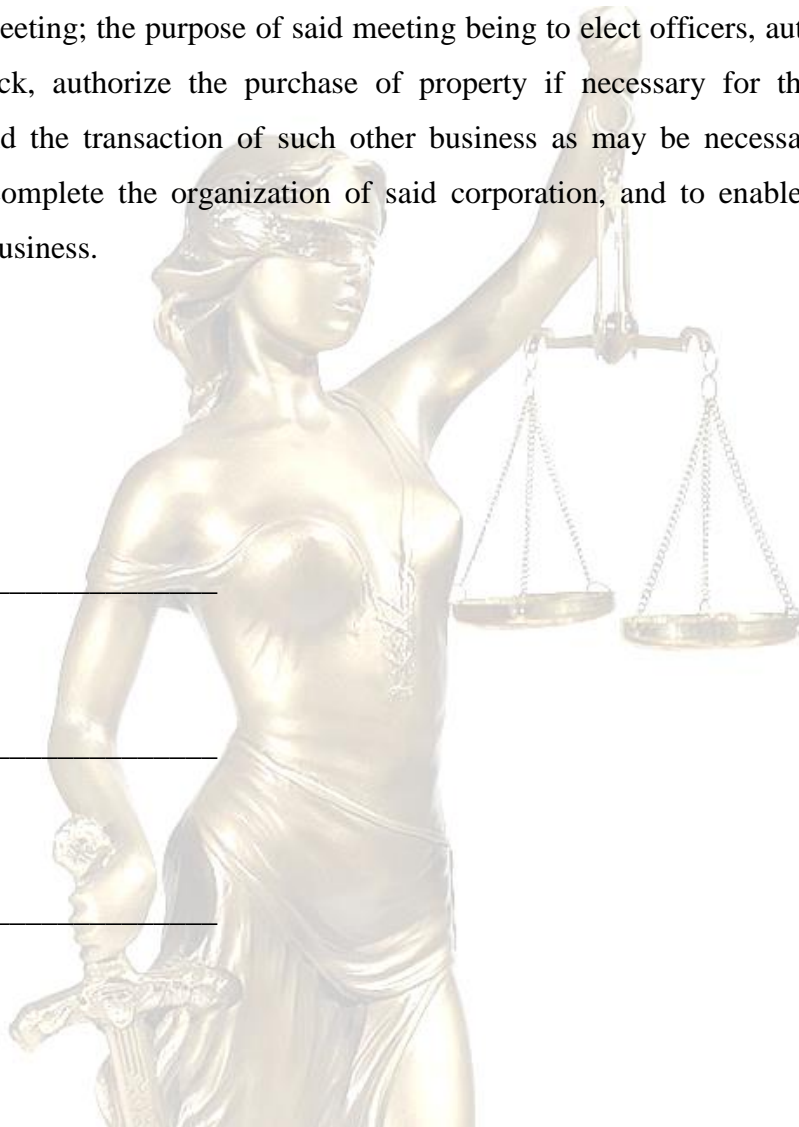 eeting; the purpose of said meeting being to elect officers, aut
ck, authorize the purchase of property if necessary for th
d the transaction of such other business as may be necessa
complete the organization of said corporation, and to enable
usiness.